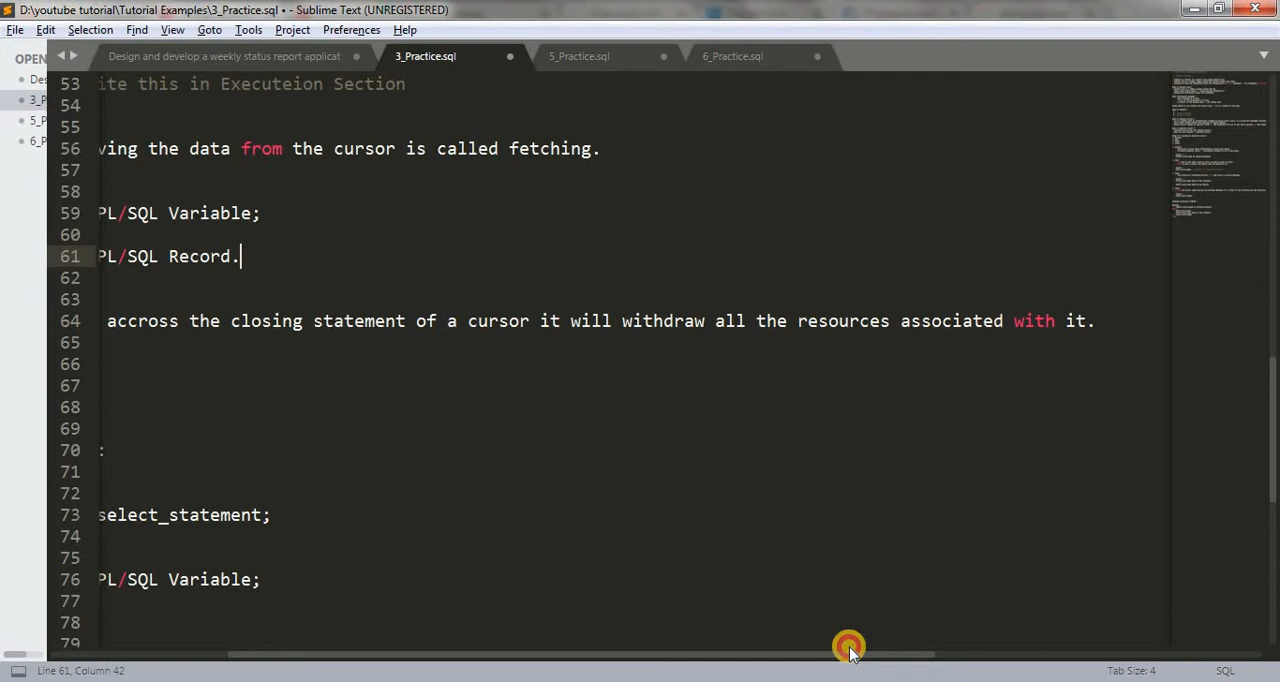 D:\youtube tutorial\Tutorial Examples\3_Practice.sql • - Sublime Text (UNREGISTERED)
File Edit Selection Find View Goto Tools Project Preferences Help
OPEN
Des
3_P
5_P
6_P
Design and develop a weekly status report applicat
3_Practice.sql
5_Practice.sql
6_Practice.sql
53 ite this in Executeion Section
54
55
56 ving the data from the cursor is called fetching.
57
58
59 PL/SQL Variable;
60
61 PL/SQL Record.
62
63
64 accross the closing statement of a cursor it will withdraw all the resources associated with it.
65
66
67
68
69
70 :
71
72
73 select_statement;
74
75
76 PL/SQL Variable;
77
78
79
Line 61, Column 42
Tab Size: 4
SQL